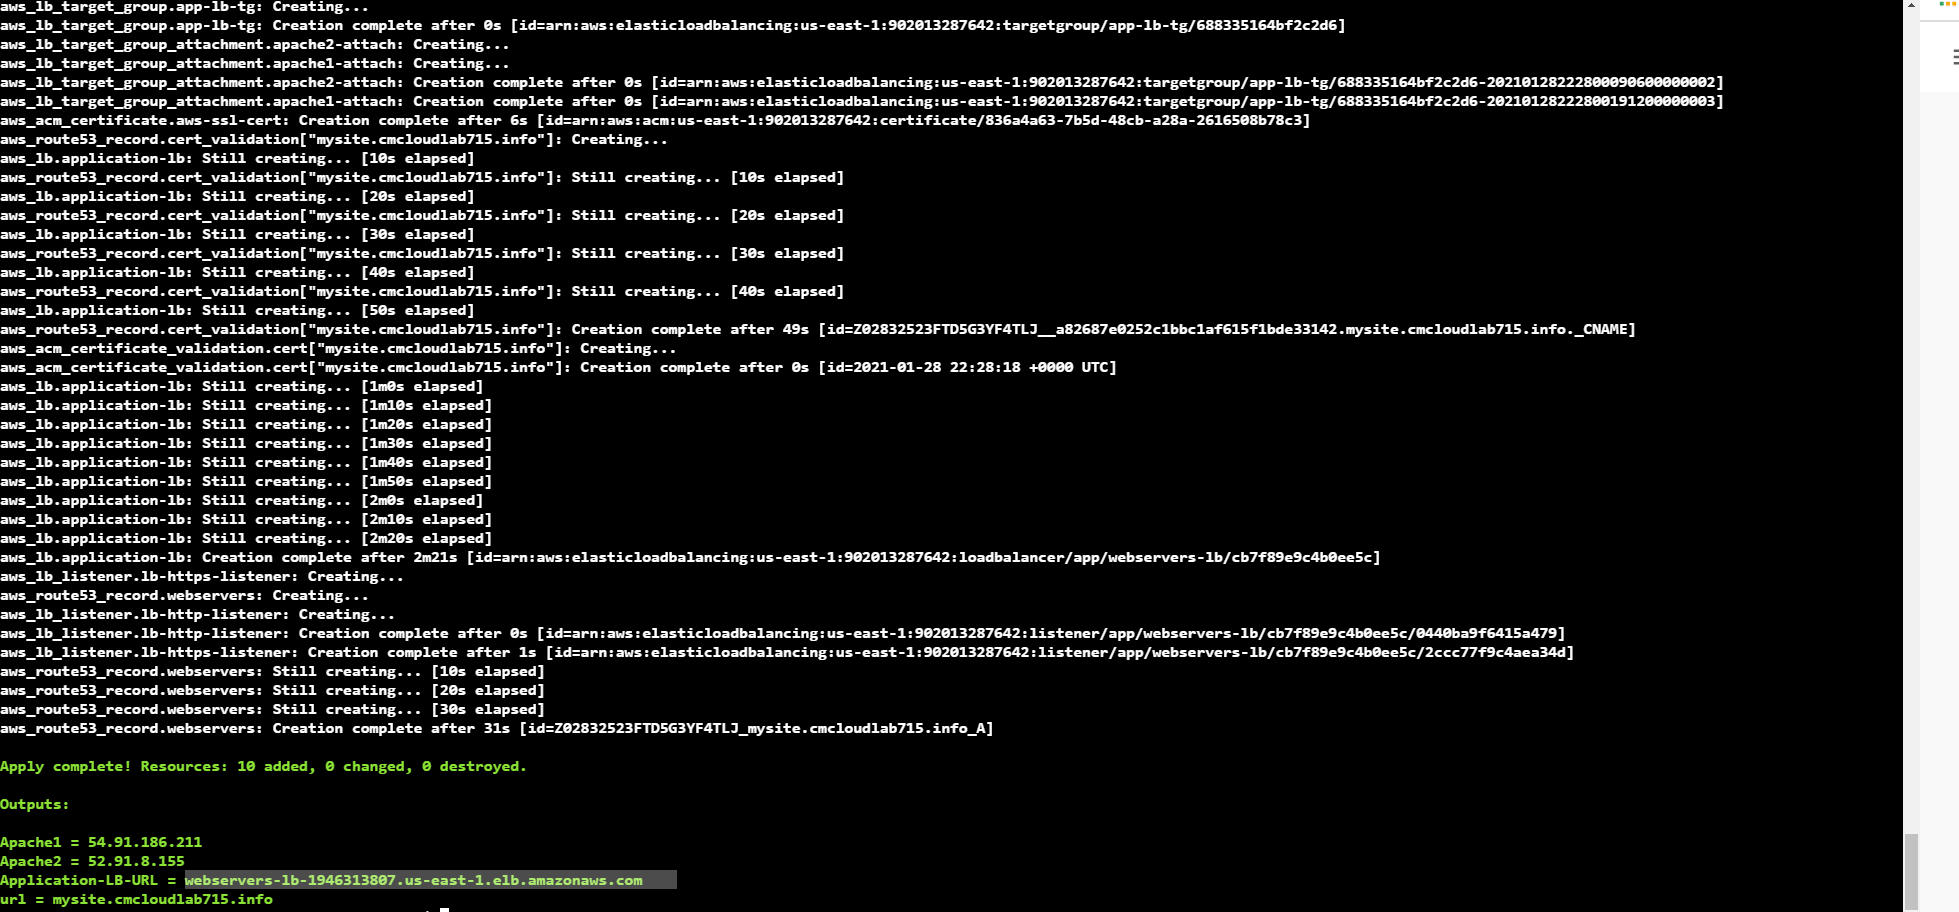 aws_lb_target_group.app-lb-tg: Creating...
aws_lb_target_group.app-lb-tg: Creation complete after 0s [id=arn:aws:elasticloadbalancing:us-east-1:902013287642:targetgroup/app-lb-tg/688335164bf2c2d6]
aws_lb_target_group_attachment.apache2-attach: Creating...
aws_lb_target_group_attachment.apache1-attach: Creating...
aws_lb_target_group_attachment.apache2-attach: Creation complete after 0s [id=arn:aws:elasticloadbalancing:us-east-1:902013287642:targetgroup/app-lb-tg/688335164bf2c2d6-20210128222800090600000002]
aws_lb_target_group_attachment.apache1-attach: Creation complete after 0s [id=arn:aws:elasticloadbalancing:us-east-1:902013287642:targetgroup/app-lb-tg/688335164bf2c2d6-20210128222800191200000003]
aws_acm_certificate.aws-ssl-cert: Creation complete after 6s [id=arn:aws:acm:us-east-1:902013287642:certificate/836a4a63-7b5d-48cb-a28a-2616508b78c3]
aws_route53_record.cert_validation["mysite.cmcloudlab715.info"]: Creating...
aws_lb.application-lb: Still creating... [10s elapsed]
aws_route53_record.cert_validation["mysite.cmcloudlab715.info"]: Still creating... [10s elapsed]
aws_lb.application-lb: Still creating... [20s elapsed]
aws_route53_record.cert_validation["mysite.cmcloudlab715.info"]: Still creating... [20s elapsed]
aws_lb.application-lb: Still creating... [30s elapsed]
aws_route53_record.cert_validation["mysite.cmcloudlab715.info"]: Still creating... [30s elapsed]
aws_lb.application-lb: Still creating... [40s elapsed]
aws_route53_record.cert_validation["mysite.cmcloudlab715.info"]: Still creating... [40s elapsed]
aws_lb.application-lb: Still creating... [50s elapsed]
aws_route53_record.cert_validation["mysite.cmcloudlab715.info"]: Creation complete after 49s [id=Z02832523FTD5G3YF4TLJ__a82687e0252c1bbc1af615f1bde33142.mysite.cmcloudlab715.info._CNAME]
aws_acm_certificate_validation.cert["mysite.cmcloudlab715.info"]: Creating...
aws_acm_certificate_validation.cert["mysite.cmcloudlab715.info"]: Creation complete after 0s [id=2021-01-28 22:28:18 +0000 UTC]
aws_lb.application-lb: Still creating... [1m0s elapsed]
aws_lb.application-lb: Still creating... [1m10s elapsed]
aws_lb.application-lb: Still creating... [1m20s elapsed]
aws_lb.application-lb: Still creating... [1m30s elapsed]
aws_lb.application-lb: Still creating... [1m40s elapsed]
aws_lb.application-lb: Still creating... [1m50s elapsed]
aws_lb.application-lb: Still creating... [2m0s elapsed]
aws_lb.application-lb: Still creating... [2m10s elapsed]
aws_lb.application-lb: Still creating... [2m20s elapsed]
aws_lb.application-lb: Creation complete after 2m21s [id=arn:aws:elasticloadbalancing:us-east-1:902013287642:loadbalancer/app/webservers-lb/cb7f89e9c4b0ee5c]
aws_lb_listener.lb-https-listener: Creating...
aws_route53_record.webservers: Creating...
aws_lb_listener.lb-http-listener: Creating...
aws_lb_listener.lb-http-listener: Creation complete after 0s [id=arn:aws:elasticloadbalancing:us-east-1:902013287642:listener/app/webservers-lb/cb7f89e9c4b0ee5c/0440ba9f6415a479]
aws_lb_listener.lb-https-listener: Creation complete after 1s [id=arn:aws:elasticloadbalancing:us-east-1:902013287642:listener/app/webservers-lb/cb7f89e9c4b0ee5c/2ccc77f9c4aea34d]
aws_route53_record.webservers: Still creating... [10s elapsed]
aws_route53_record.webservers: Still creating... [20s elapsed]
aws_route53_record.webservers: Still creating... [30s elapsed]
aws_route53_record.webservers: Creation complete after 31s [id=Z02832523FTD5G3YF4TLJ_mysite.cmcloudlab715.info_A]
Apply complete! Resources: 10 added, 0 changed, 0 destroyed.
Outputs:
Apache1 = 54.91.186.211
Apache2 = 52.91.8.155
Application-LB-URL = webservers-lb-1946313807.us-east-1.elb.amazonaws.com
url = mysite.cmcloudlab715.info